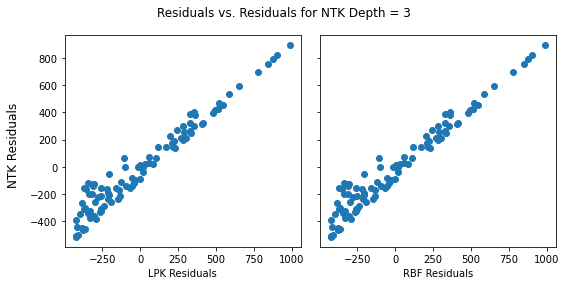 Residuals vs. Residuals for NTK Depth = 3
NTK Residuals
800
600
400
200
0
−200
−400
−250 0 250 500 750 1000
−250 0 250 500 750 1000
LPK Residuals
RBF Residuals